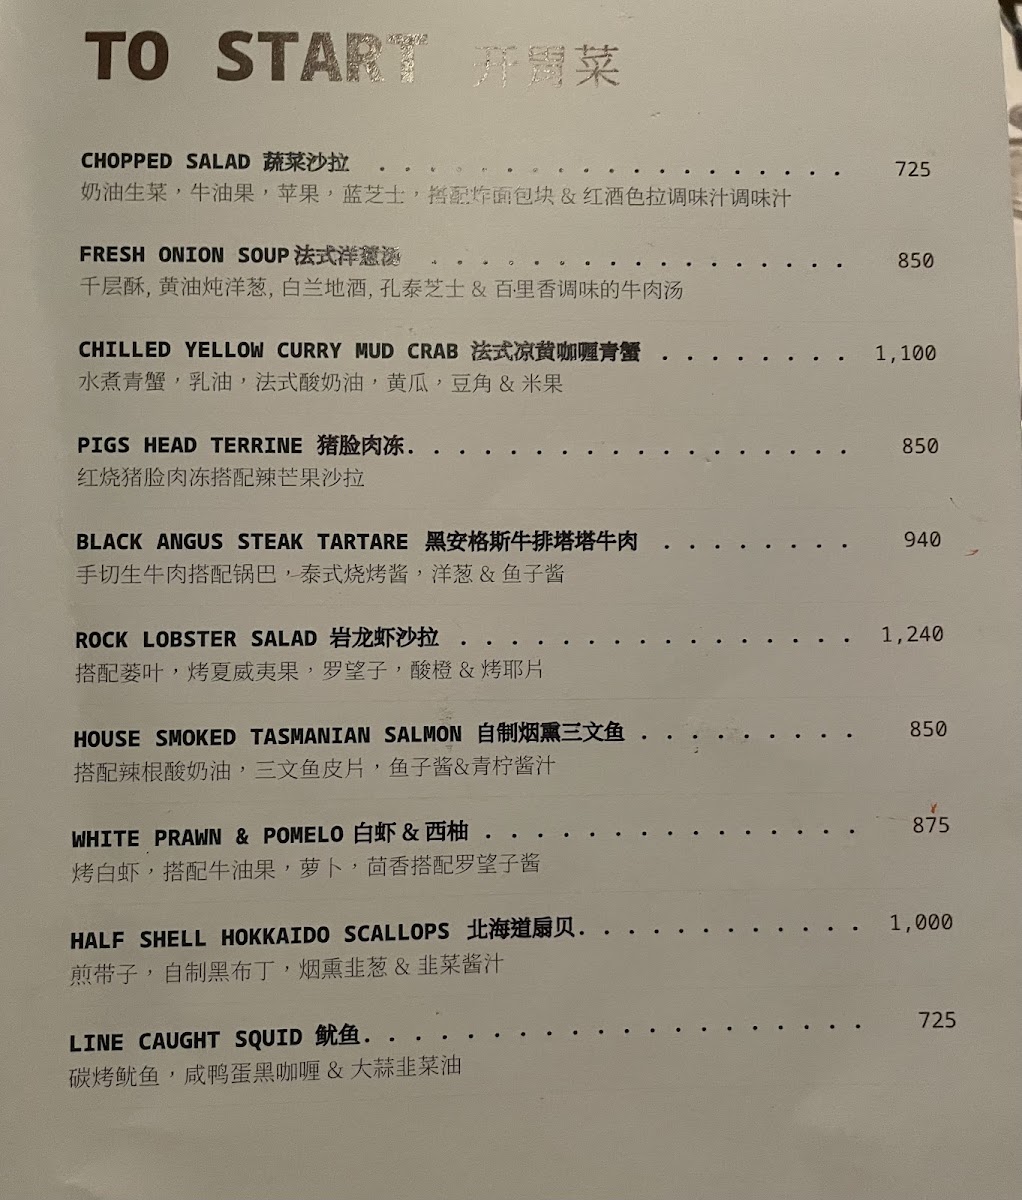 TO START 开胃菜
CHOPPED SALAD 蔬菜沙拉 . . . . . . . . . . . . . . . . . 725
奶油生菜，牛油果，苹果，蓝芝士，搭配炸面包块 & 红酒色拉调味汁调味汁
FRESH ONION SOUP 法式洋葱汤 . . . . . . . . . . . . . . . 850
千层酥, 黄油炖洋葱, 白兰地酒, 孔泰芝士 & 百里香调味的牛肉汤
CHILLED YELLOW CURRY MUD CRAB 法式凉黄咖喱青蟹 . . . . . . . 1,100
水煮青蟹，乳油，法式酸奶油，黄瓜，豆角 & 米果
PIGS HEAD TERRINE 猪脸肉冻. . . . . . . . . . . . . . . . 850
红烧猪脸肉冻搭配辣芒果沙拉
BLACK ANGUS STEAK TARTARE 黑安格斯牛排塔塔牛肉 . . . . . . . 940
手切生牛肉搭配锅巴，泰式烧烤酱，洋葱 & 鱼子酱
ROCK LOBSTER SALAD 岩龙虾沙拉 . . . . . . . . . . . . . . 1,240
搭配蒌叶，烤夏威夷果，罗望子，酸橙 & 烤耶片
HOUSE SMOKED TASMANIAN SALMON 自制烟熏三文鱼 . . . . . . . . 850
搭配辣根酸奶油，三文鱼皮片，鱼子酱&青柠酱汁
WHITE PRAWN & POMELO 白虾 & 西柚 . . . . . . . . . . . . . 875
烤白虾，搭配牛油果，萝卜，茴香搭配罗望子酱
HALF SHELL HOKKAIDO SCALLOPS 北海道扇贝. . . . . . . . . . . 1,000
煎带子，自制黑布丁，烟熏韭葱 & 韭菜酱汁
LINE CAUGHT SQUID 鱿鱼. . . . . . . . . . . . . . . . . . 725
碳烤鱿鱼，咸鸭蛋黑咖喱 & 大蒜韭菜油